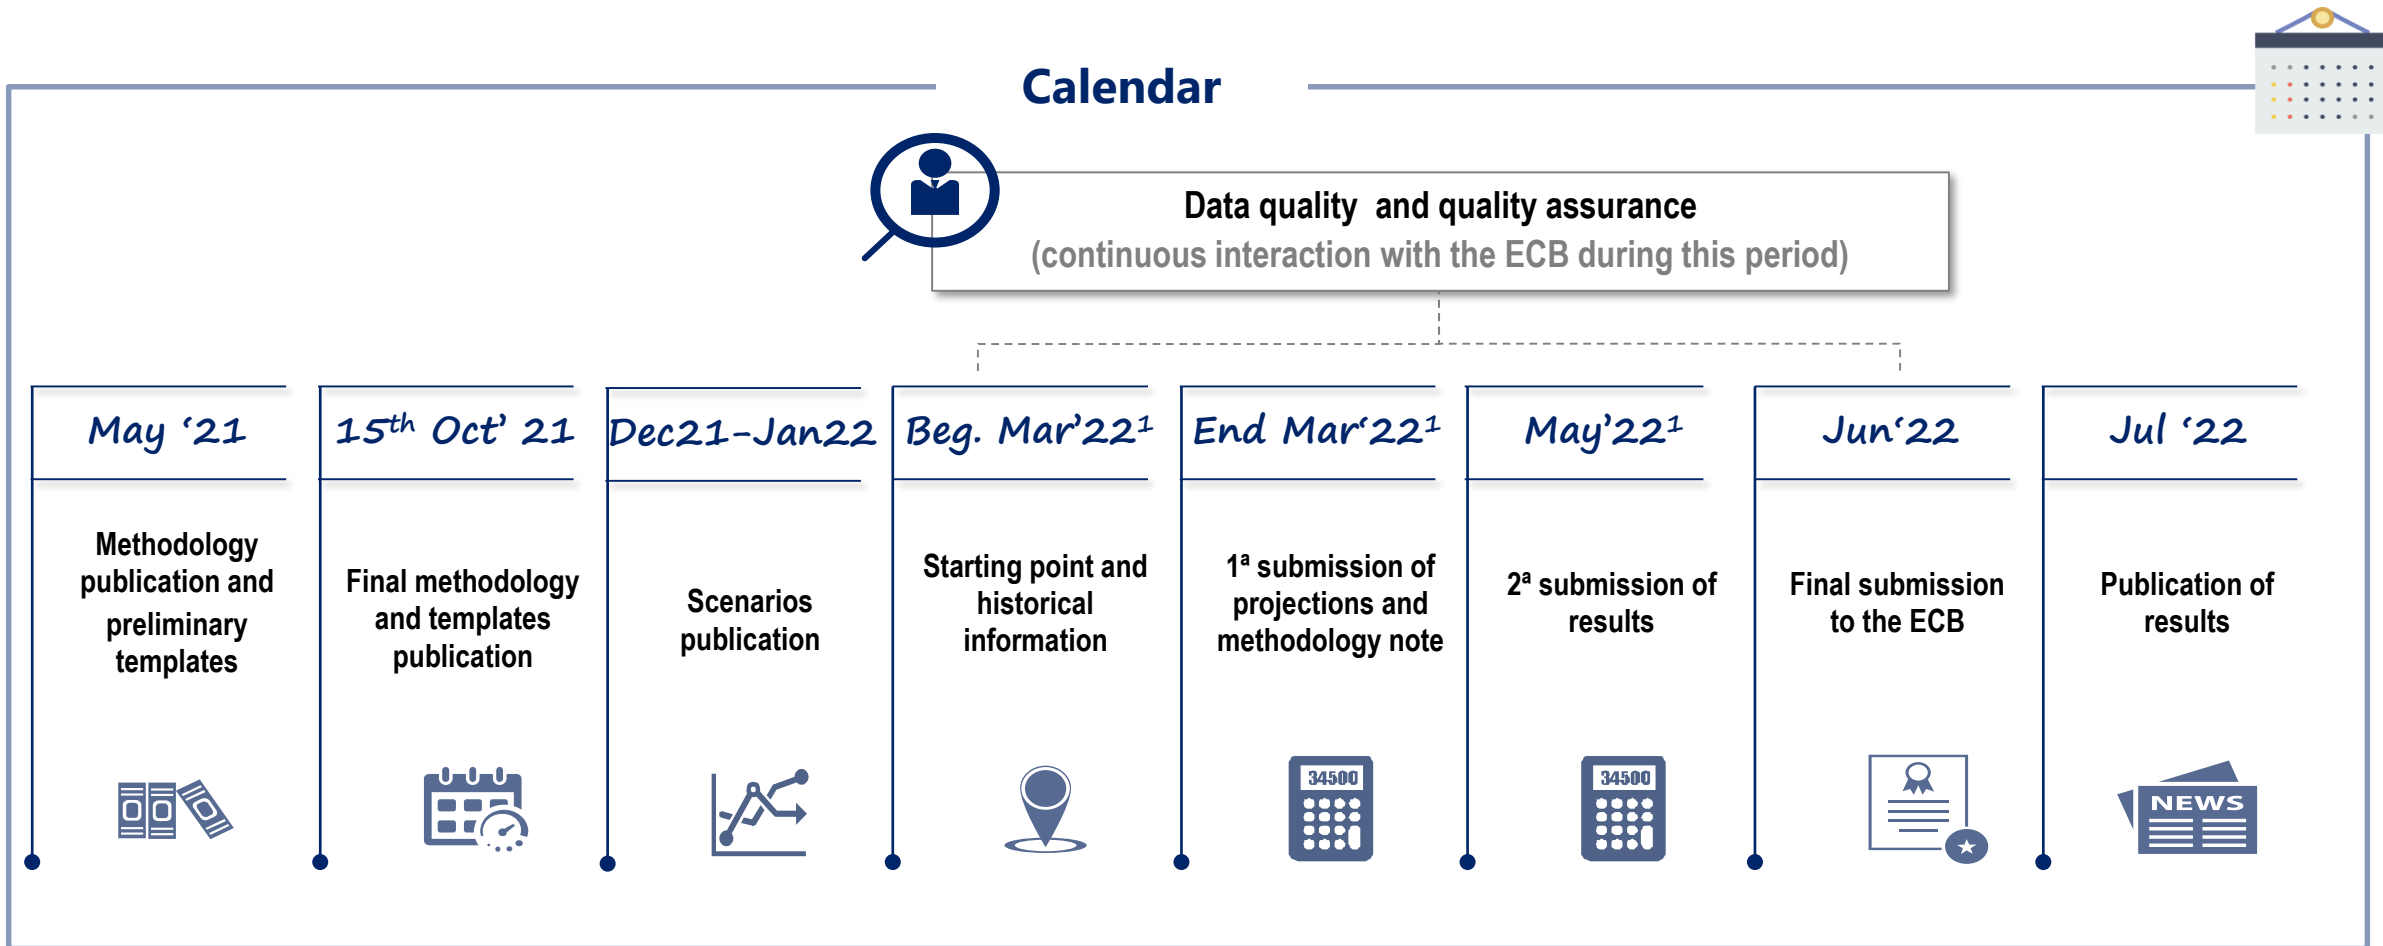 Calendar
Data quality  and quality assurance
(continuous interaction with the ECB during this period)
May ‘21
Methodology
publication and
preliminary
templates
15th Oct’ 21
Final methodology
and templates
publication
Dec21-Jan22
Scenarios
publication
Beg. Mar’22¹
Starting point and
historical
information
End Mar‘22¹
1ª submission of
projections and
methodology note
34500
May’22¹
2ª submission of
results
34500
Jun‘22
Final submission
to the ECB
Jul ‘22
Publication of
results
NEWS